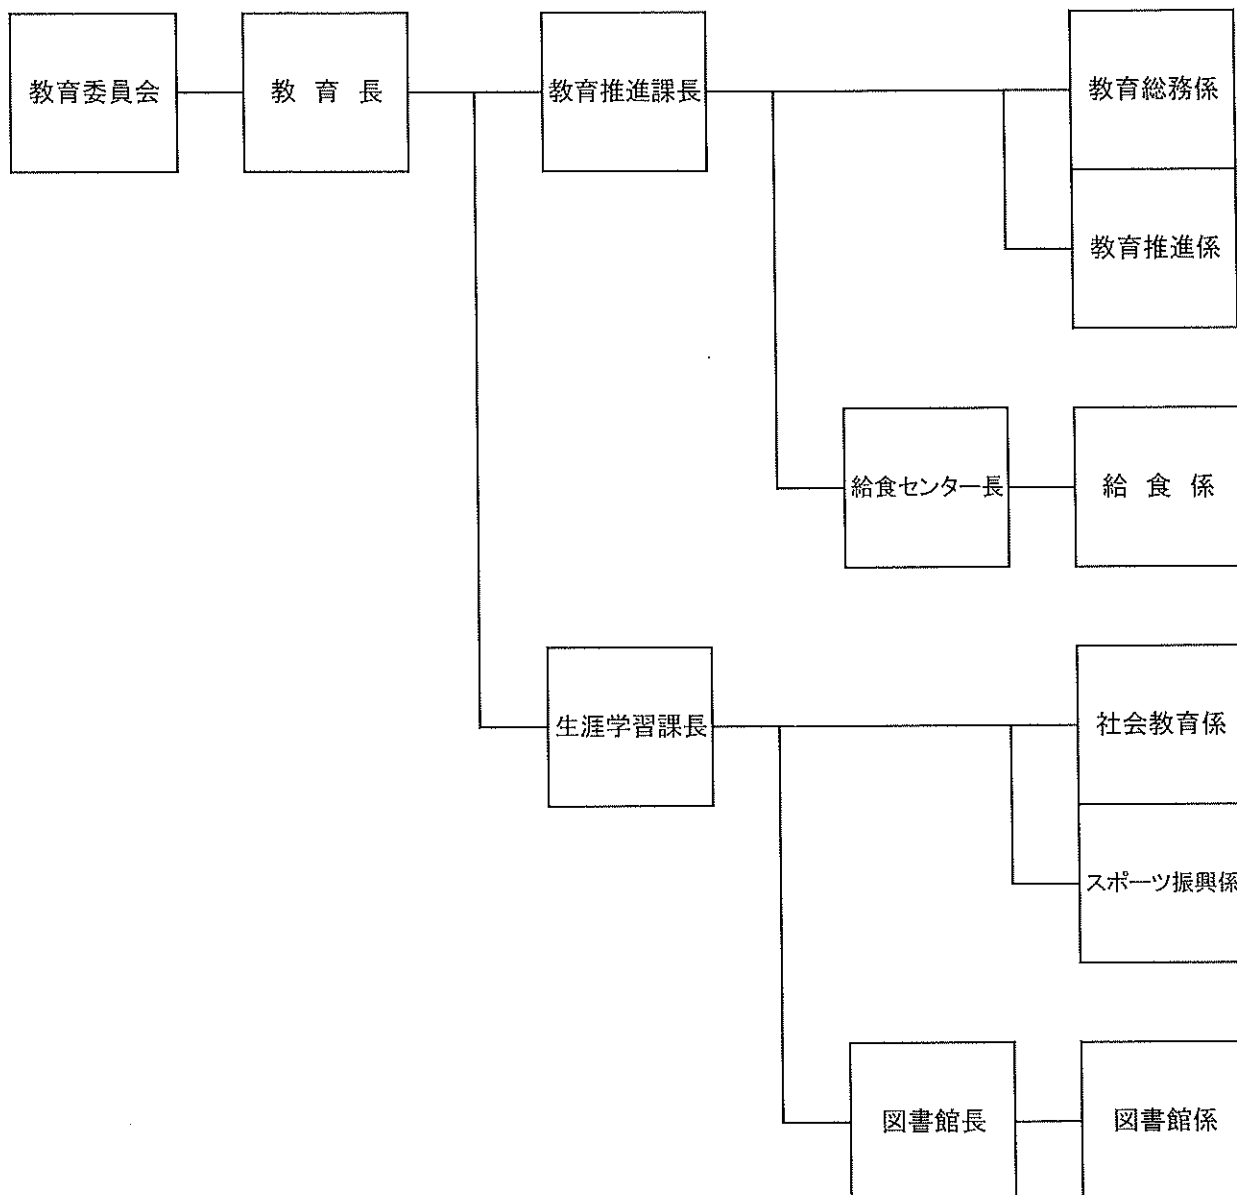 教育委員会
教育長
教育推進課長
教育総務係
教育推進係
給食センター長
給食係
生涯学習課長
社会教育係
スポーツ振興係
図書館長
図書館係